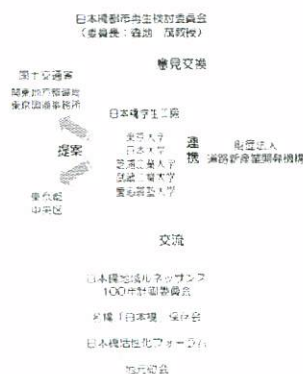 日本橋都市再生検討委員会
(委員長:森地 茂教授)
意見交換
国土交通省
関東地方整備局
東京国道事務所
日本橋学生工房
東京大学
日本大学
芝浦工業大学
武蔵工業大学
慶応義塾大学
提案
連携
財団法人
道路新産業開発機構
東京都
中央区
交流
日本橋地域ルネッサンス
100年計画委員会
名橋「日本橋」保存会
日本橋活性化フォーラム
地元町会